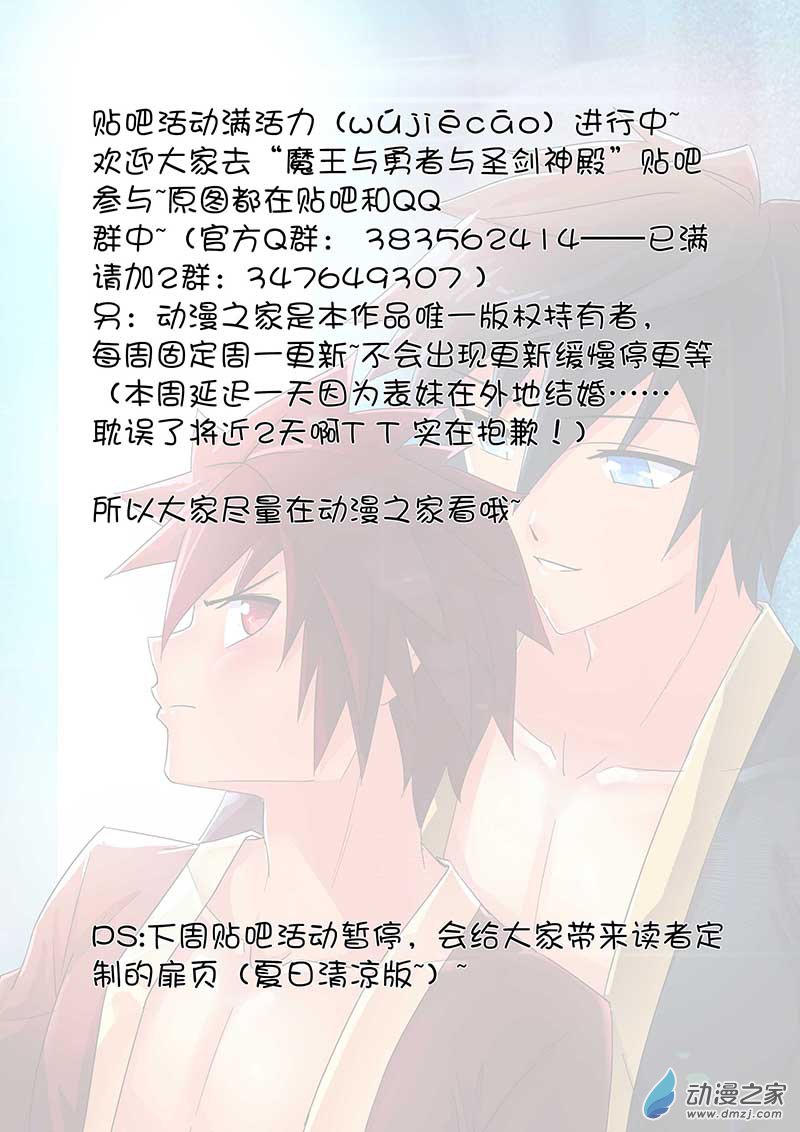 贴吧活动满活力（wújiēcāo）进行中~
欢迎大家去“魔王与勇者与圣剑神殿”贴吧
参与~原图都在贴吧和QQ
群中~（官方Q群： 383562414——已满
请加2群：347649307）
另：动漫之家是本作品唯一版权持有者，
每周固定周一更新~不会出现更新缓慢停更等
（本周延迟一天因为表妹在外地结婚……
耽误了将近2天啊T T 实在抱歉！）
所以大家尽量在动漫之家看哦~
PS:下周贴吧活动暂停，会给大家带来读者定
制的扉页（夏日清凉版~）~
动漫之家
www.dmzj.com